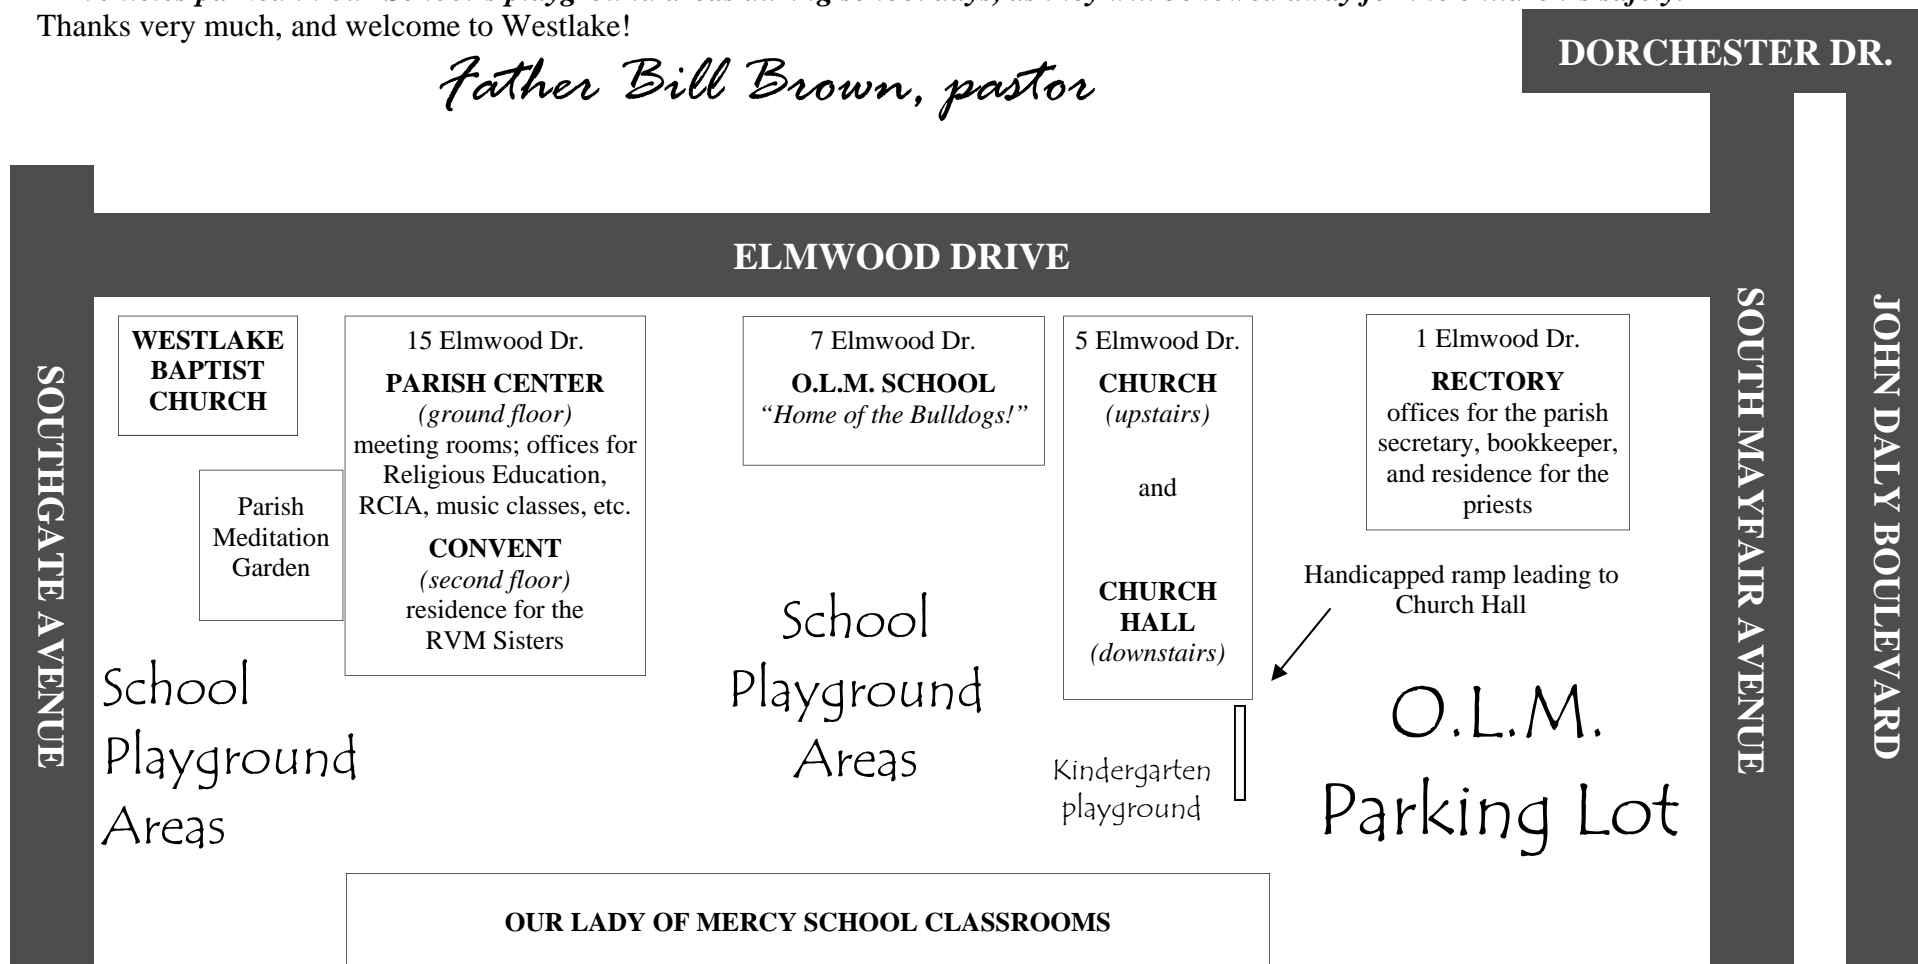 Thanks very much, and welcome to Westlake!
Father Bill Brown, pastor
DORCHESTER DR.
ELMWOOD DRIVE
SOUTHGATE AVENUE
WESTLAKE
BAPTIST
CHURCH
Parish
Meditation
Garden
School
Playground
Areas
15 Elmwood Dr.
PARISH CENTER
(ground floor)
meeting rooms; offices for
Religious Education,
RCIA, music classes, etc.
CONVENT
(second floor)
residence for the
RVM Sisters
7 Elmwood Dr.
O.L.M. SCHOOL
“Home of the Bulldogs!”
School
Playground
Areas
5 Elmwood Dr.
CHURCH
(upstairs)
and
CHURCH
HALL
(downstairs)
Kindergarten
playground
1 Elmwood Dr.
RECTORY
offices for the parish
secretary, bookkeeper,
and residence for the
priests
Handicapped ramp leading to
Church Hall
O.L.M.
Parking Lot
SOUTH MAYFAIR AVENUE
JOHN DALY BOULEVARD
OUR LADY OF MERCY SCHOOL CLASSROOMS